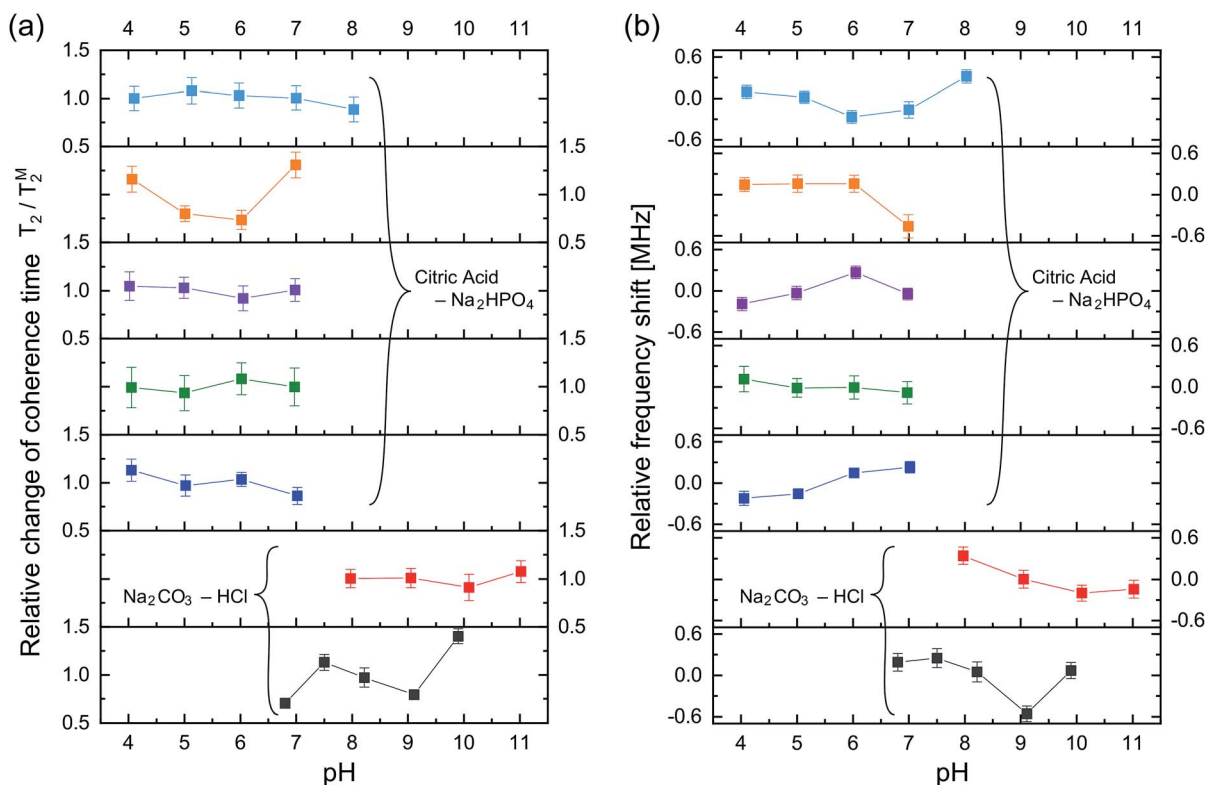 (a)
4 5 6 7 8 9 10 11
1.5
1.0
0.5
1.5
1.0
0.5
1.5
1.0
0.5
1.5
1.0
0.5
1.5
1.0
0.5
1.5
1.0
0.5
1.5
1.0
0.5
Relative change of coherence time T₂ / T₂ᴹ
Citric Acid
– Na₂HPO₄
Na₂CO₃ – HCl
4 5 6 7 8 9 10 11
pH
(b)
4 5 6 7 8 9 10 11
0.6
0.0
-0.6
0.6
0.0
-0.6
0.6
0.0
-0.6
0.6
0.0
-0.6
0.6
0.0
-0.6
0.6
0.0
-0.6
0.6
0.0
-0.6
Relative frequency shift [MHz]
Citric Acid
– Na₂HPO₄
Na₂CO₃ – HCl
4 5 6 7 8 9 10 11
pH